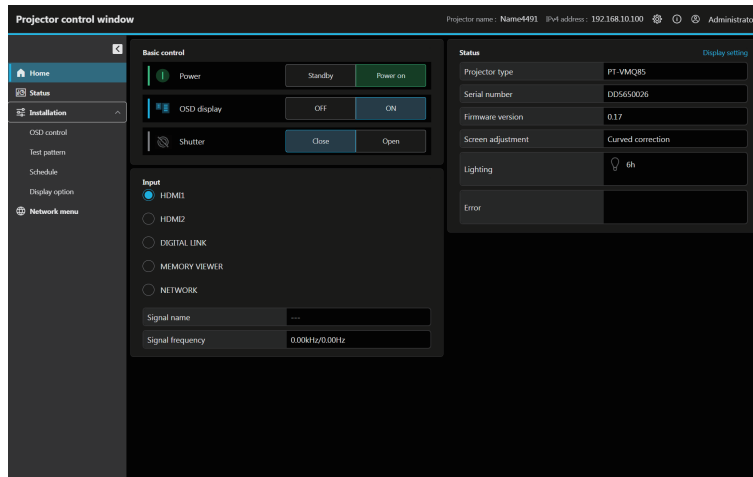 Projector control window
Projector name : Name4491 IPv4 address : 192.168.10.100 Administrato
Home
Status
Installation
OSD control
Test pattern
Schedule
Display option
Network menu
Basic control
Power Standby Power on
OSD display OFF ON
Shutter Close Open
Input
HDMI1
HDMI2
DIGITAL LINK
MEMORY VIEWER
NETWORK
Signal name ----
Signal frequency 0.00kHz/0.00Hz
Status Display setting
Projector type PT-VMQ85
Serial number DD5650026
Firmware version 0.17
Screen adjustment Curved correction
Lighting 6h
Error